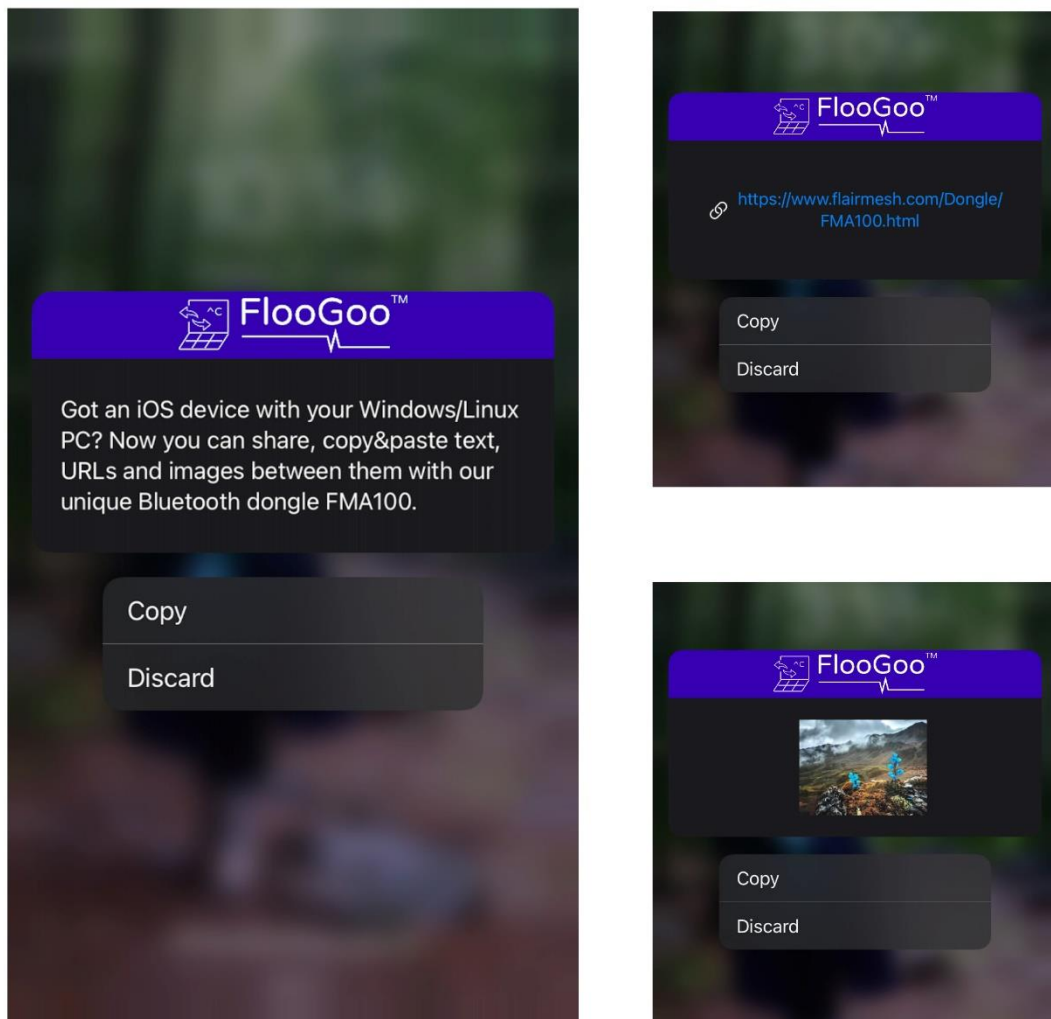 ^C FlooGoo™
Got an iOS device with your Windows/Linux
PC? Now you can share, copy&paste text,
URLs and images between them with our
unique Bluetooth dongle FMA100.
Copy
Discard
^C FlooGoo™
https://www.flairmesh.com/Dongle/
FMA100.html
Copy
Discard
^C FlooGoo™
Copy
Discard